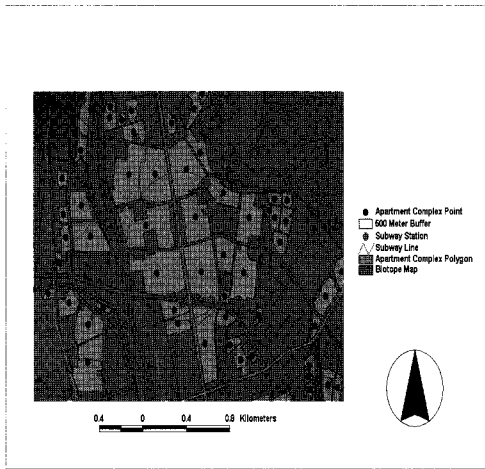 Apartment Complex Point
500 Meter Buffer
Subway Station
Subway Line
Apartment Complex Polygon
Biotope Map
0.4 0 0.4 0.8 Kilometers